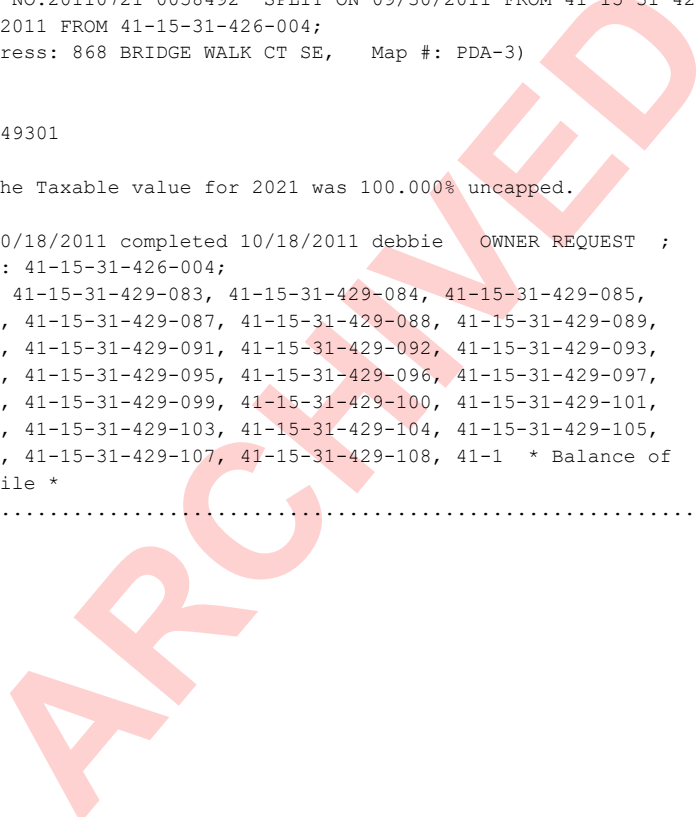 NO.20110721-0058492 SPLIT ON 09/30/2011 FROM 41-15-31-42
2011 FROM 41-15-31-426-004;
ress: 868 BRIDGE WALK CT SE, Map #: PDA-3)
49301
he Taxable value for 2021 was 100.000% uncapped.
0/18/2011 completed 10/18/2011 debbie OWNER REQUEST ;
: 41-15-31-426-004;
41-15-31-429-083, 41-15-31-429-084, 41-15-31-429-085,
, 41-15-31-429-087, 41-15-31-429-088, 41-15-31-429-089,
, 41-15-31-429-091, 41-15-31-429-092, 41-15-31-429-093,
, 41-15-31-429-095, 41-15-31-429-096, 41-15-31-429-097,
, 41-15-31-429-099, 41-15-31-429-100, 41-15-31-429-101,
, 41-15-31-429-103, 41-15-31-429-104, 41-15-31-429-105,
, 41-15-31-429-107, 41-15-31-429-108, 41-1 * Balance of
ile *
.........................................................
ARCHIVED